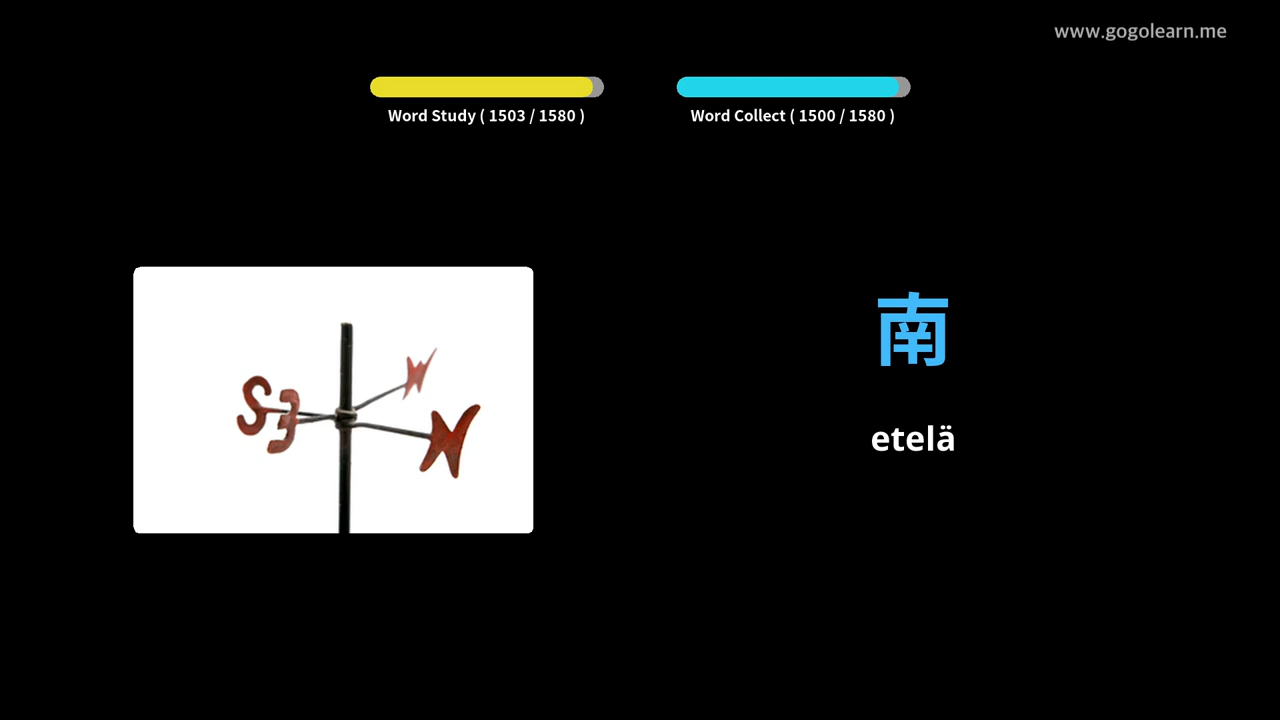 www.gogolearn.me
Word Study ( 1503 / 1580 )
Word Collect ( 1500 / 1580 )
S E N N
南
etelä